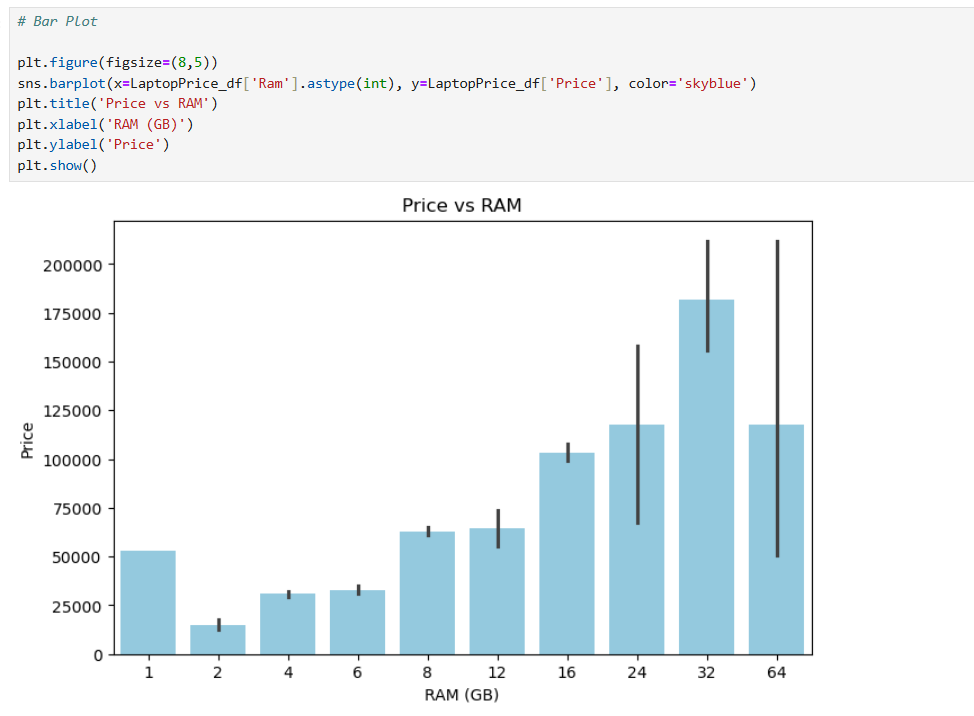 # Bar Plot
plt.figure(figsize=(8,5))
sns.barplot(x=LaptopPrice_df['Ram'].astype(int), y=LaptopPrice_df['Price'], color='skyblue')
plt.title('Price vs RAM')
plt.xlabel('RAM (GB)')
plt.ylabel('Price')
plt.show()
Price vs RAM
200000
175000
150000
125000
100000
75000
50000
25000
0
Price
1 2 4 6 8 12 16 24 32 64
RAM (GB)